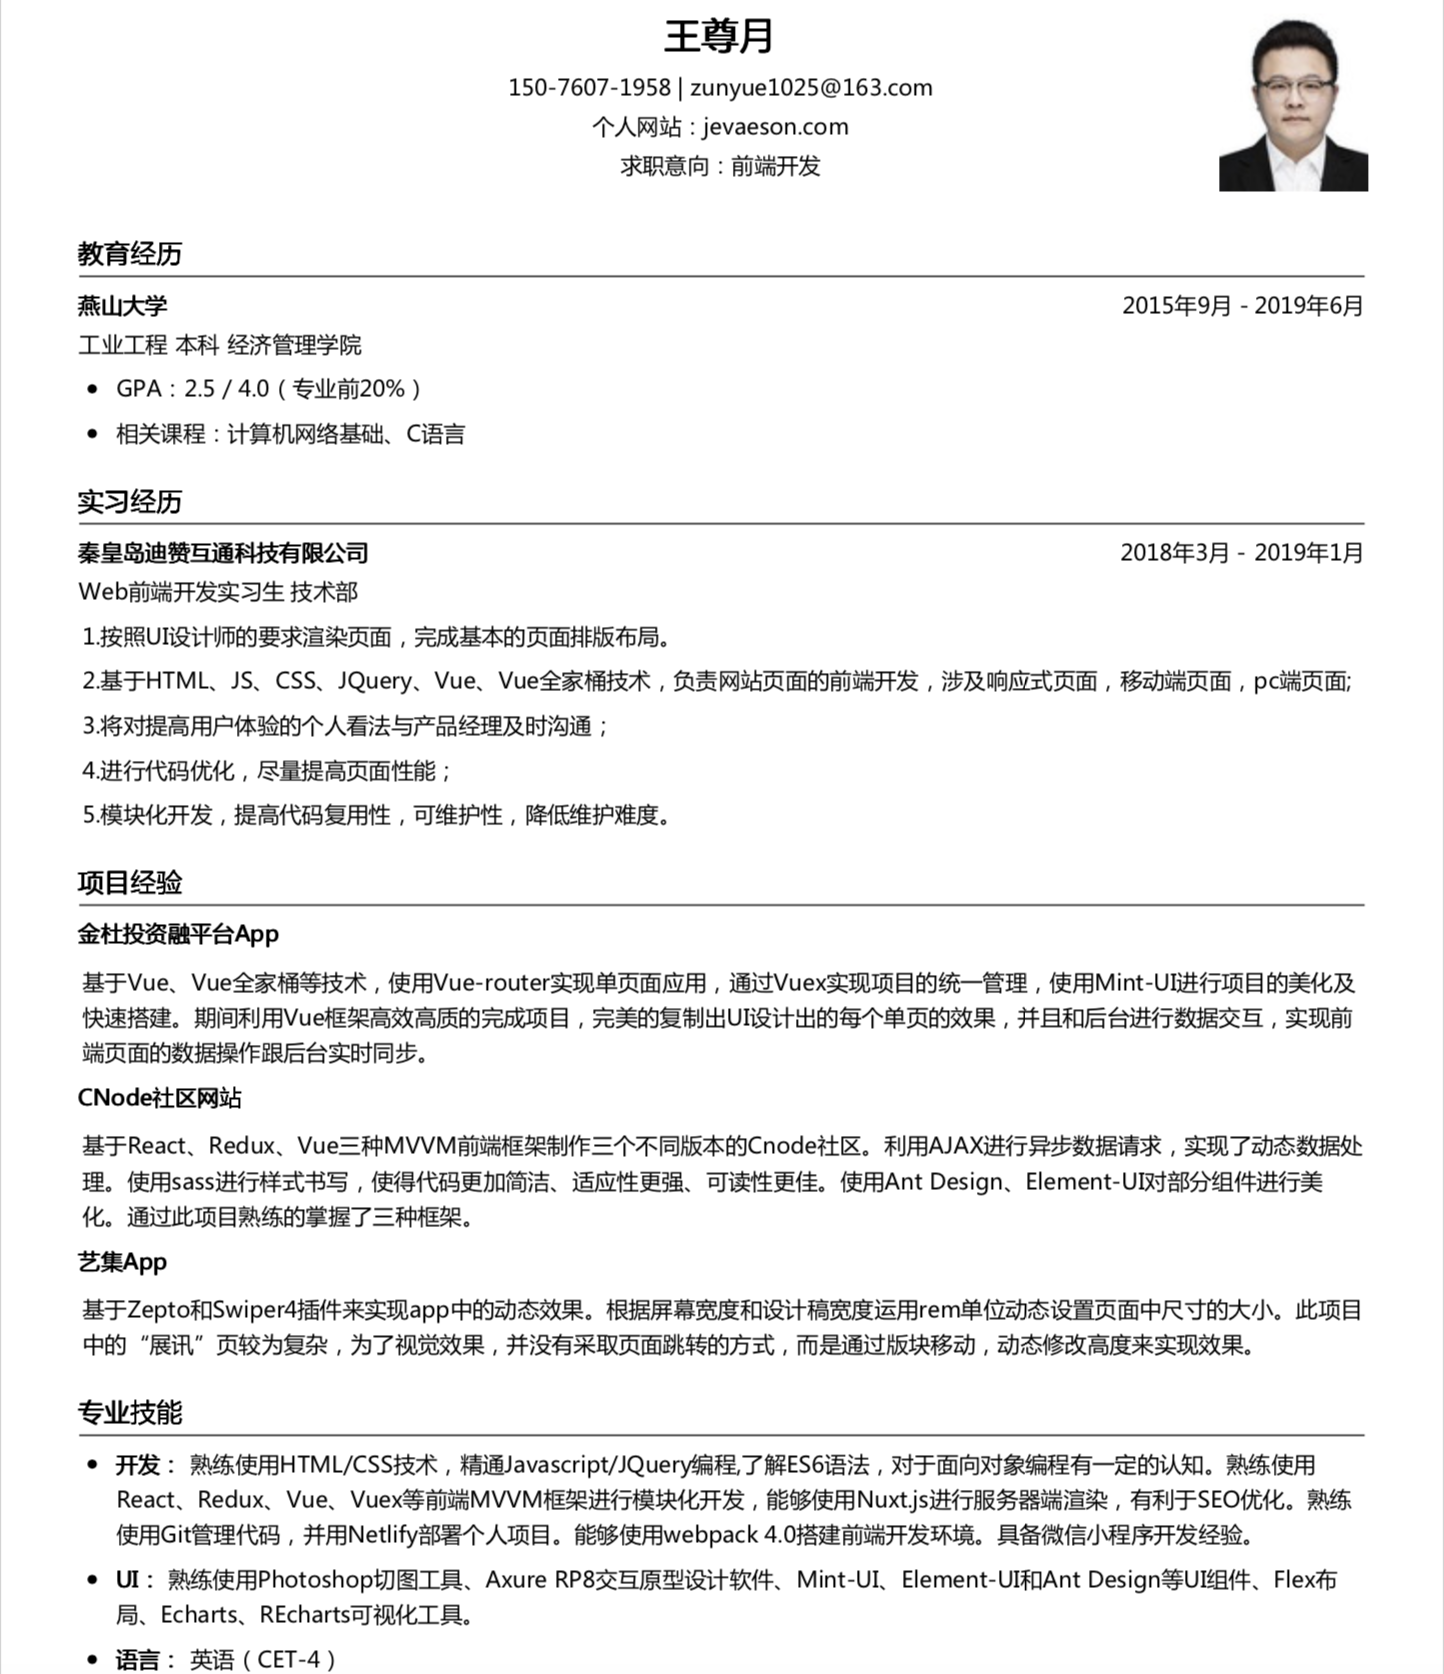 王尊月
150-7607-1958 | zunyue1025@163.com
个人网站：jevaeson.com
求职意向：前端开发
教育经历
燕山大学 2015年9月 - 2019年6月
工业工程 本科 经济管理学院
• GPA：2.5 / 4.0（专业前20%）
• 相关课程：计算机网络基础、C语言
实习经历
秦皇岛迪赞互通科技有限公司 2018年3月 - 2019年1月
Web前端开发实习生 技术部
1.按照UI设计师的要求渲染页面，完成基本的页面排版布局。
2.基于HTML、JS、CSS、JQuery、Vue、Vue全家桶技术，负责网站页面的前端开发，涉及响应式页面，移动端页面，pc端页面;
3.将对提高用户体验的个人看法与产品经理及时沟通；
4.进行代码优化，尽量提高页面性能；
5.模块化开发，提高代码复用性，可维护性，降低维护难度。
项目经验
金杜投资融平台App
基于Vue、Vue全家桶等技术，使用Vue-router实现单页面应用，通过Vuex实现项目的统一管理，使用Mint-UI进行项目的美化及
快速搭建。期间利用Vue框架高效高质的完成项目，完美的复制出UI设计出的每个单页的效果，并且和后台进行数据交互，实现前
端页面的数据操作跟后台实时同步。
CNode社区网站
基于React、Redux、Vue三种MVVM前端框架制作三个不同版本的Cnode社区。利用AJAX进行异步数据请求，实现了动态数据处
理。使用sass进行样式书写，使得代码更加简洁、适应性更强、可读性更佳。使用Ant Design、Element-UI对部分组件进行美
化。通过此项目熟练的掌握了三种框架。
艺集App
基于Zepto和Swiper4插件来实现app中的动态效果。根据屏幕宽度和设计稿宽度运用rem单位动态设置页面中尺寸的大小。此项目
中的“展讯”页较为复杂，为了视觉效果，并没有采取页面跳转的方式，而是通过版块移动，动态修改高度来实现效果。
专业技能
• 开发： 熟练使用HTML/CSS技术，精通Javascript/JQuery编程,了解ES6语法，对于面向对象编程有一定的认知。熟练使用
React、Redux、Vue、Vuex等前端MVVM框架进行模块化开发，能够使用Nuxt.js进行服务器端渲染，有利于SEO优化。熟练
使用Git管理代码，并用Netlify部署个人项目。能够使用webpack 4.0搭建前端开发环境。具备微信小程序开发经验。
• UI： 熟练使用Photoshop切图工具、Axure RP8交互原型设计软件、Mint-UI、Element-UI和Ant Design等UI组件、Flex布
局、Echarts、REcharts可视化工具。
• 语言： 英语（CET-4）